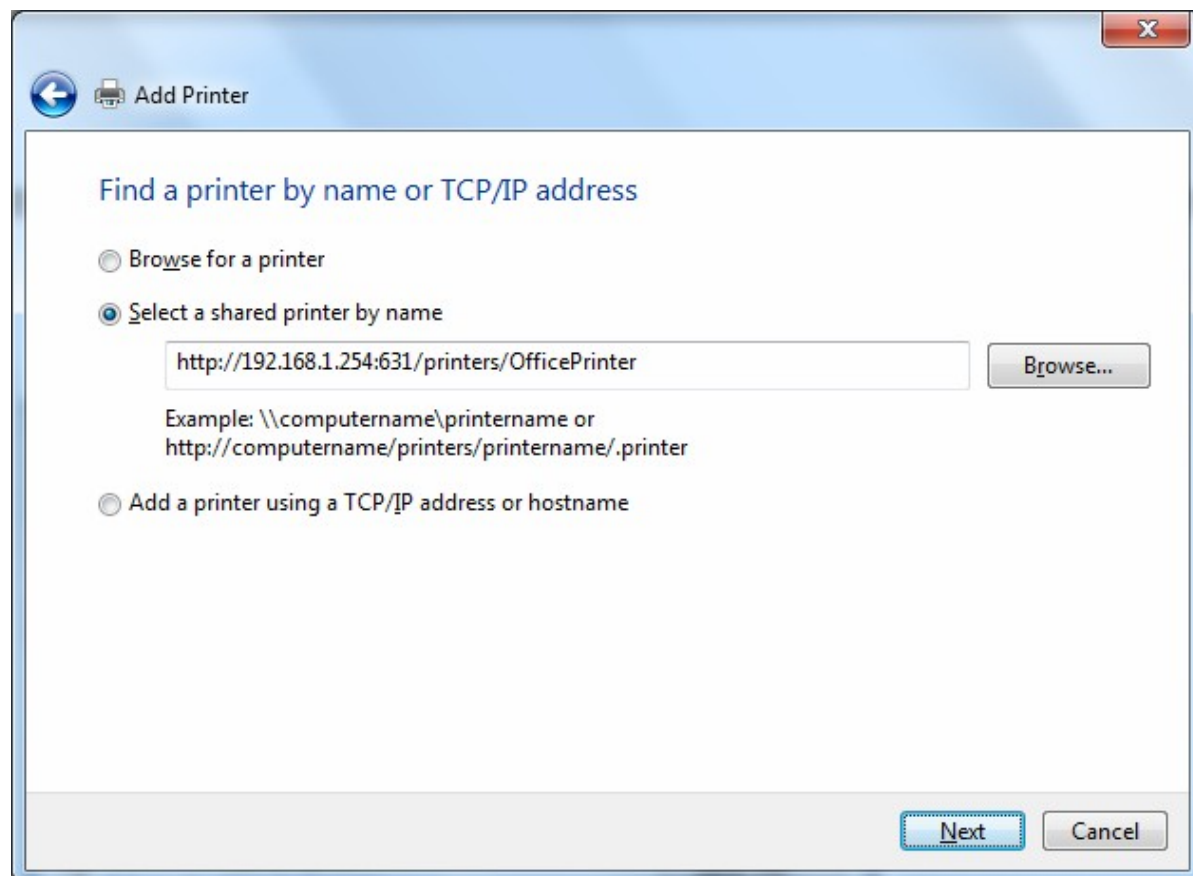 Add Printer
Find a printer by name or TCP/IP address
Browse for a printer
Select a shared printer by name
http://192.168.1.254:631/printers/OfficePrinter
Browse...
Example: \\computername\printername or
http://computername/printers/printername/.printer
Add a printer using a TCP/IP address or hostname
Next
Cancel